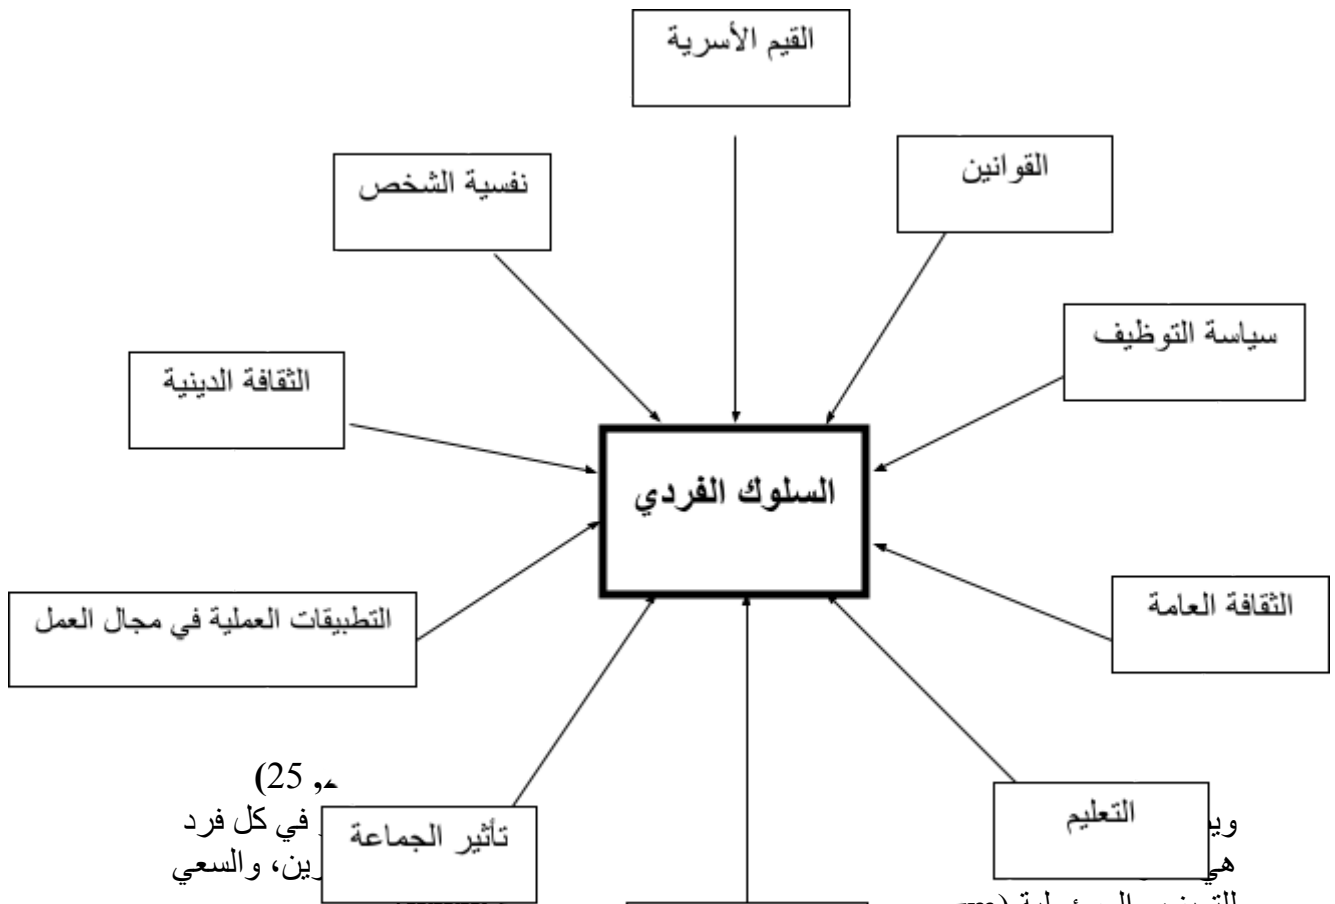 القيم الأسرية
القوانين
نفسية الشخص
سياسة التوظيف
الثقافة الدينية
السلوك الفردي
الثقافة العامة
التطبيقات العملية في مجال العمل
التعليم
تأثير الجماعة
25)
في كل فرد
هي
والسعي